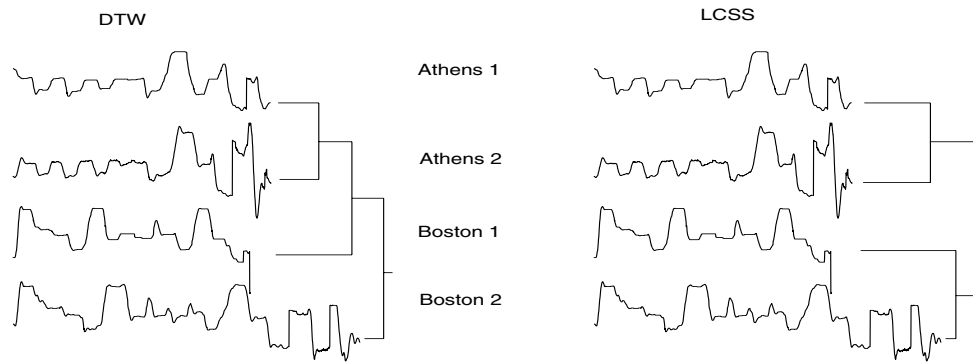 DTW
LCSS
Athens 1
Athens 2
Boston 1
Boston 2